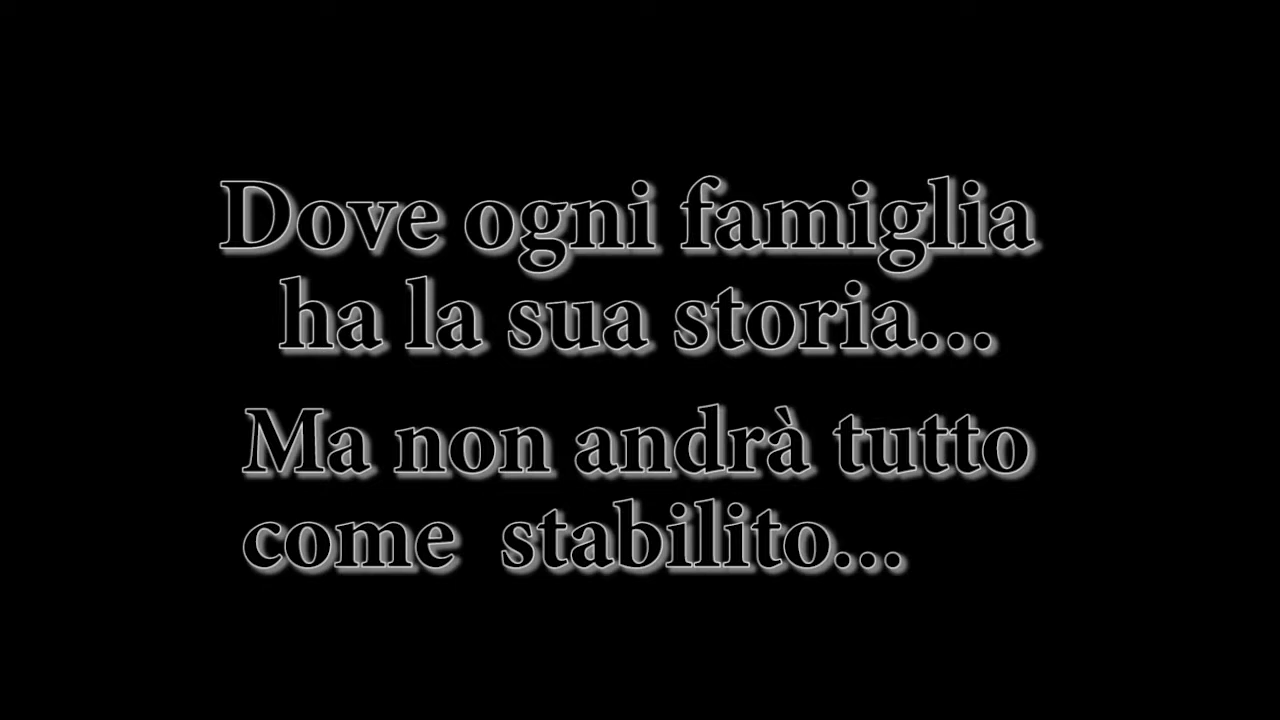 Dove ogni famiglia
ha la sua storia...
Ma non andrà tutto
come stabilito...